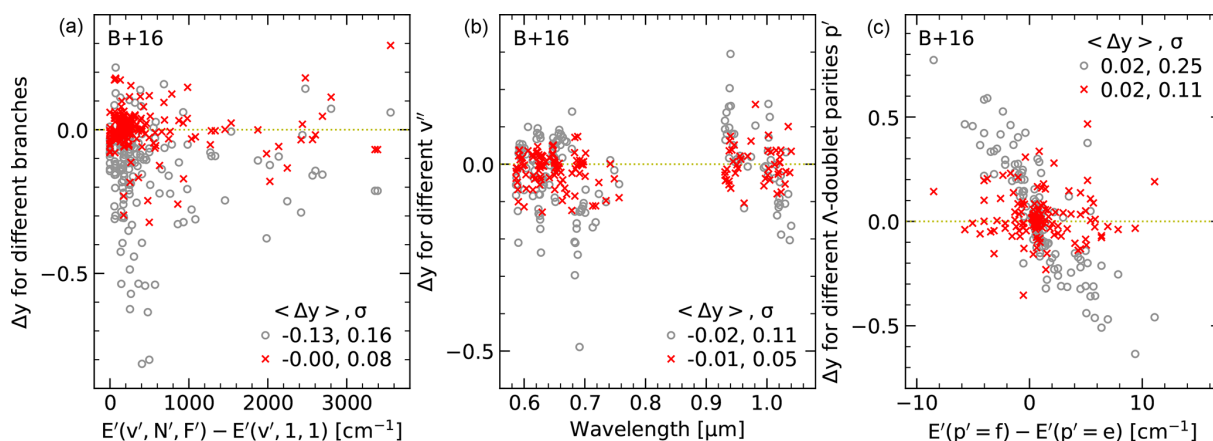 (a)
B+16
Δy for different branches
0.0
−0.5
< Δy > , σ
-0.13, 0.16
-0.00, 0.08
0
1000
2000
3000
E′(v′, N′, F′) − E′(v′, 1, 1) [cm⁻¹]
(b)
B+16
Δy for different v″
0.0
−0.5
< Δy > , σ
-0.02, 0.11
-0.01, 0.05
0.6
0.7
0.8
0.9
1.0
Wavelength [μm]
(c)
B+16
Δy for different Λ-doublet parities p′
< Δy > , σ
0.02, 0.25
0.02, 0.11
0.5
0.0
−0.5
−10
0
10
E′(p′ = f) − E′(p′ = e) [cm⁻¹]